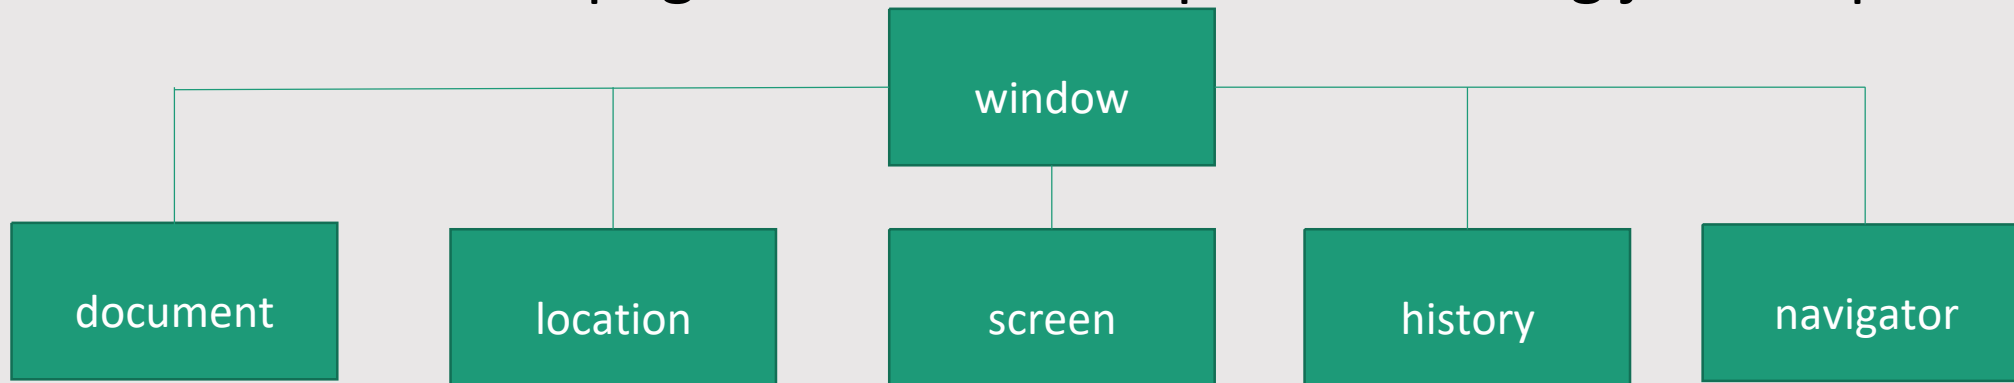 window
document
location
screen
history
navigator